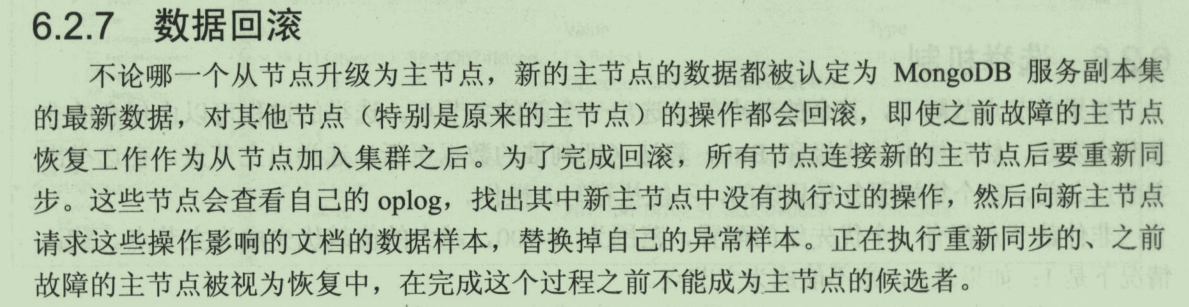 6.2.7 数据回滚
不论哪一个从节点升级为主节点，新的主节点的数据都被认定为 MongoDB 服务副本集
的最新数据，对其他节点（特别是原来的主节点）的操作都会回滚，即使之前故障的主节点
恢复工作作为从节点加入集群之后。为了完成回滚，所有节点连接新的主节点后要重新同
步。这些节点会查看自己的 oplog，找出其中新主节点中没有执行过的操作，然后向新主节点
请求这些操作影响的文档的数据样本，替换掉自己的异常样本。正在执行重新同步的、之前
故障的主节点被视为恢复中，在完成这个过程之前不能成为主节点的候选者。